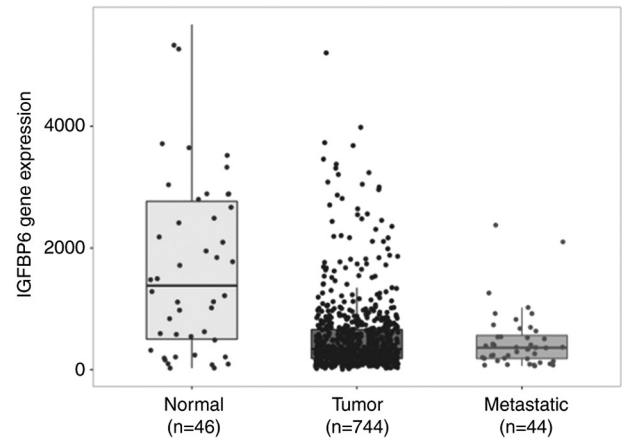 IGFBP6 gene expression
4000
2000
0
Normal
(n=46)
Tumor
(n=744)
Metastatic
(n=44)